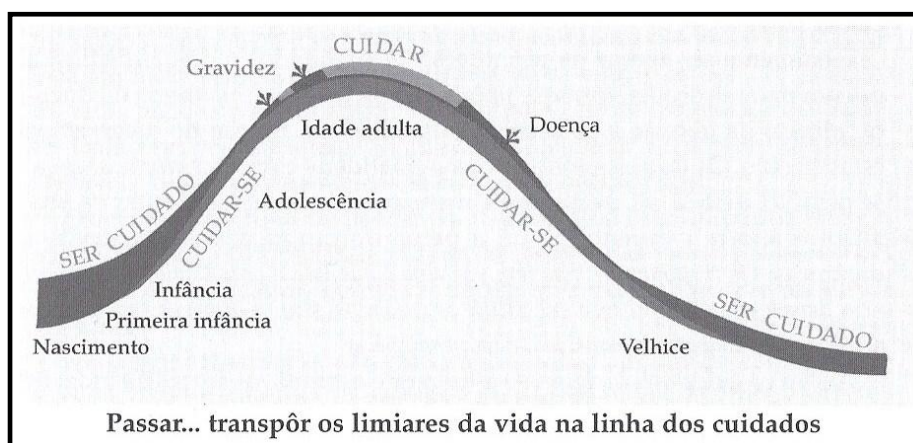 CUIDAR
Gravidez
Idade adulta
Doença
SER CUIDADO
CUIDAR-SE
Adolescência
CUIDAR-SE
Infância
Primeira infância
Nascimento
Velhice
SER CUIDADO
Passar... transpôr os limiares da vida na linha dos cuidados